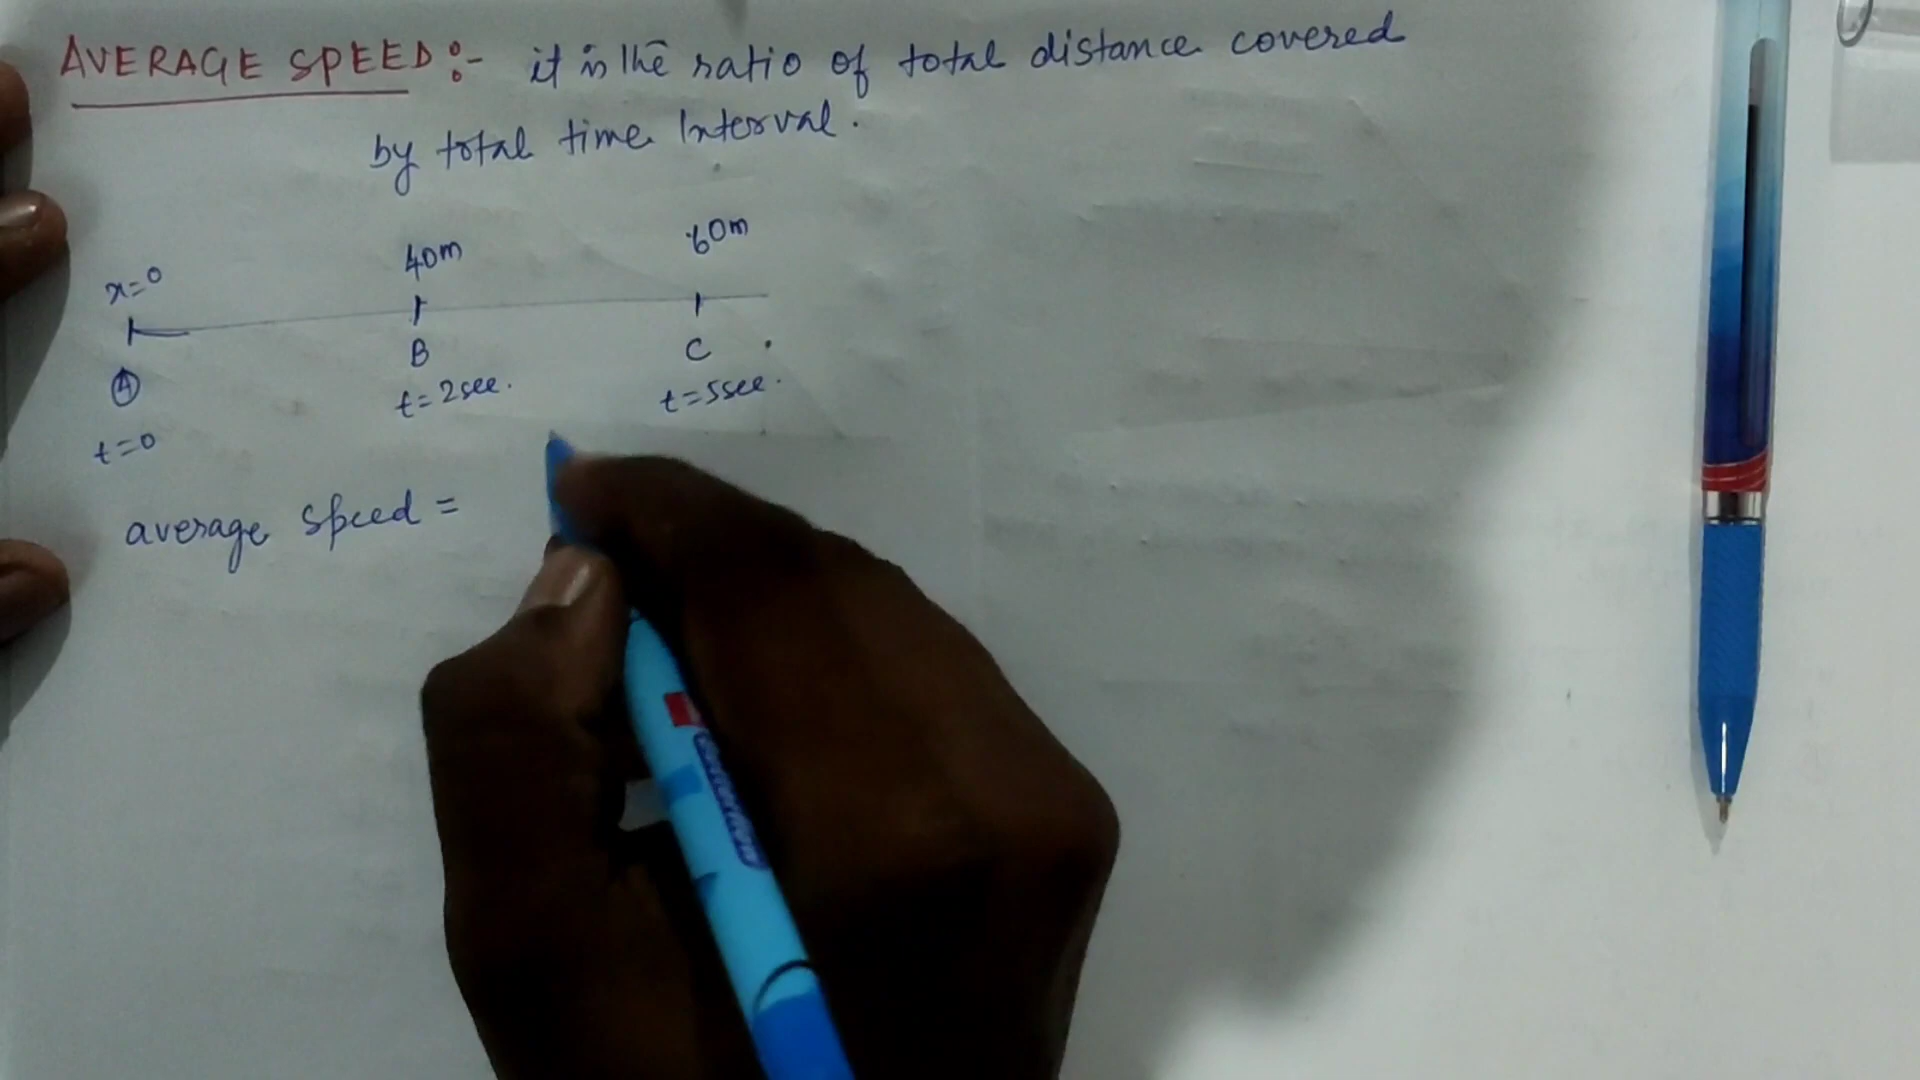 AVERAGE SPEED :- it is the ratio of total distance covered
by total time Interval.
x=0 40m 60m
A B C
t=0 t=2sec. t=5sec.
average speed =